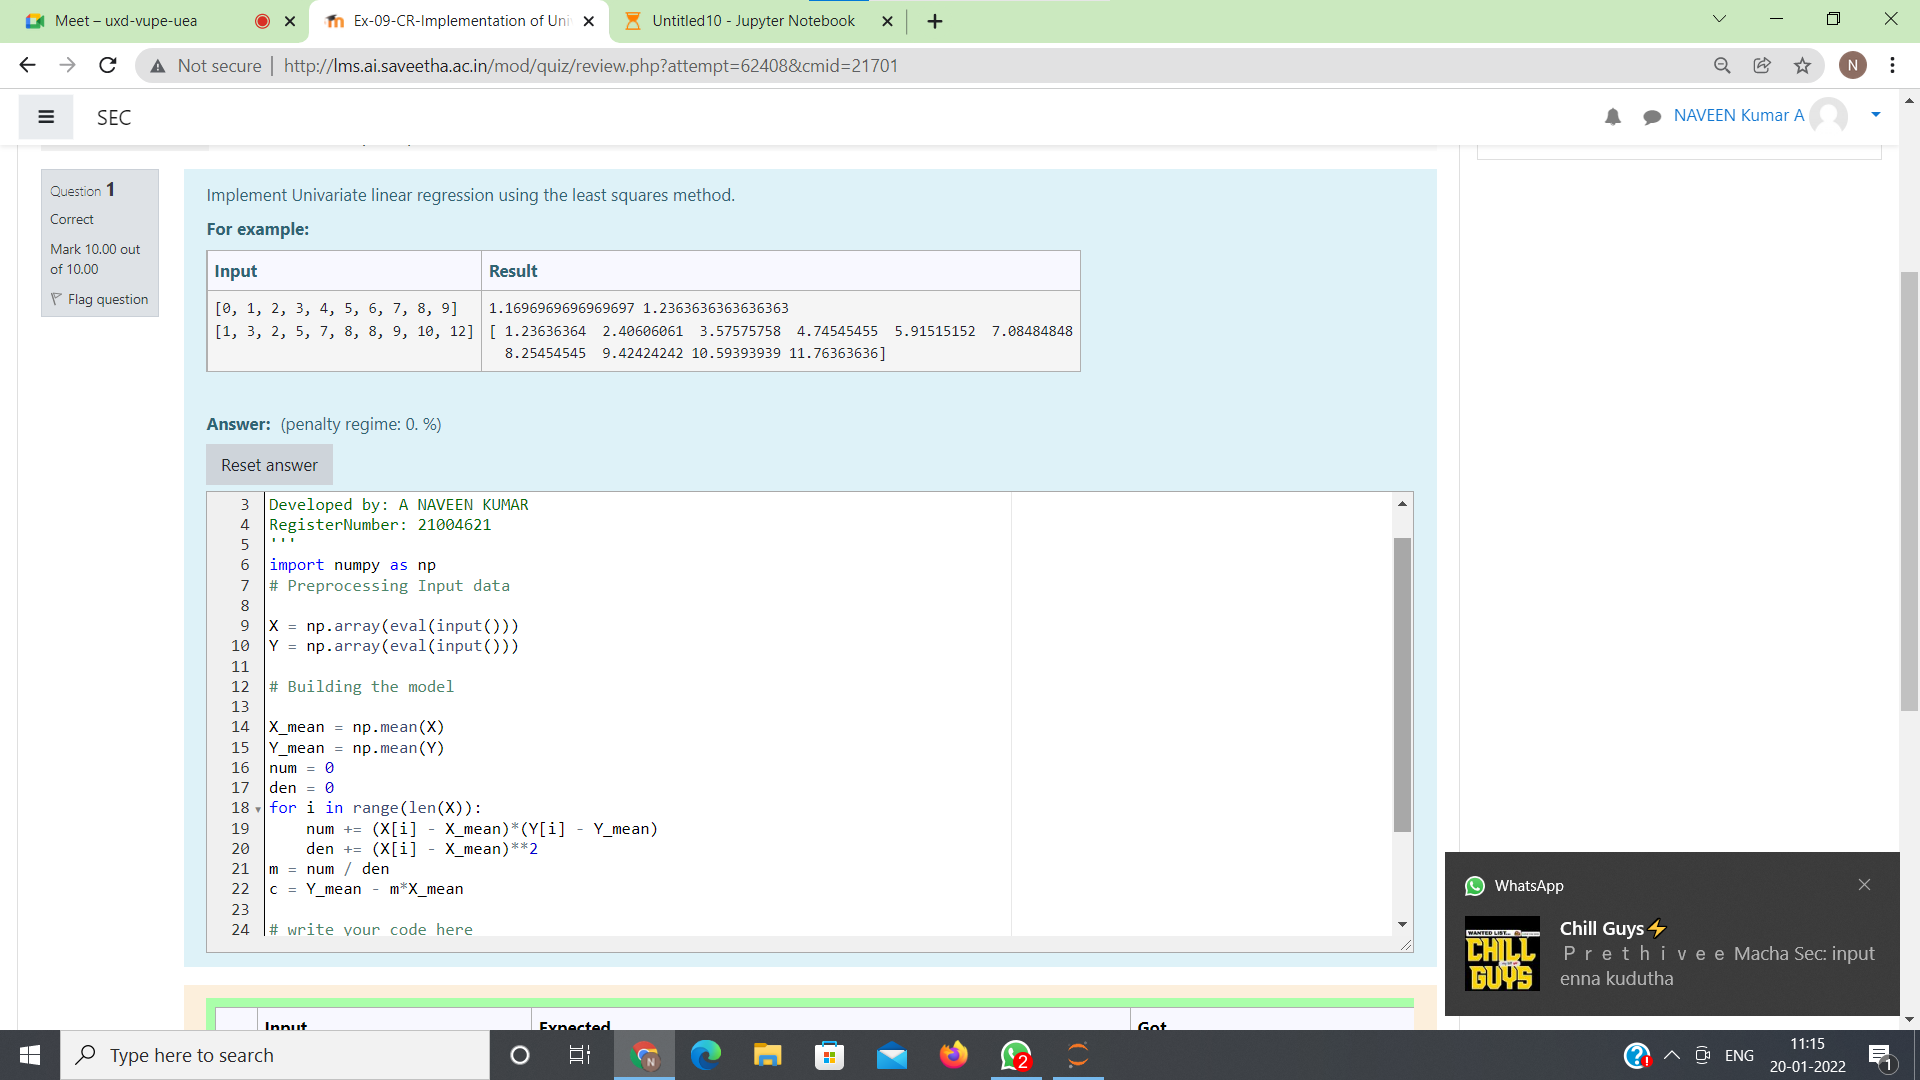 Meet – uxd-vupe-uea
Ex-09-CR-Implementation of Uni
Untitled10 - Jupyter Notebook
Not secure | http://lms.ai.saveetha.ac.in/mod/quiz/review.php?attempt=62408&cmid=21701
N
SEC
NAVEEN Kumar A
Question 1
Correct
Mark 10.00 out
of 10.00
Flag question
Implement Univariate linear regression using the least squares method.
For example:
Input Result
[0, 1, 2, 3, 4, 5, 6, 7, 8, 9] 1.1696969696969697 1.2363636363636363
[1, 3, 2, 5, 7, 8, 8, 9, 10, 12] [ 1.23636364 2.40606061 3.57575758 4.74545455 5.91515152 7.08484848
8.25454545 9.42424242 10.59393939 11.76363636]
Answer: (penalty regime: 0. %)
Reset answer
3 Developed by: A NAVEEN KUMAR
4 RegisterNumber: 21004621
5 '''
6 import numpy as np
7 # Preprocessing Input data
8
9 X = np.array(eval(input()))
10 Y = np.array(eval(input()))
11
12 # Building the model
13
14 X_mean = np.mean(X)
15 Y_mean = np.mean(Y)
16 num = 0
17 den = 0
18 for i in range(len(X)):
19 num += (X[i] - X_mean)*(Y[i] - Y_mean)
20 den += (X[i] - X_mean)**2
21 m = num / den
22 c = Y_mean - m*X_mean
23
24 # write your code here
Input Expected Got
WhatsApp
WANTED LIST...
CHILL
GUYS
Chill Guys⚡
P r e t h i v e e Macha Sec: input
enna kudutha
Type here to search
N
2
ENG
11:15
20-01-2022
1